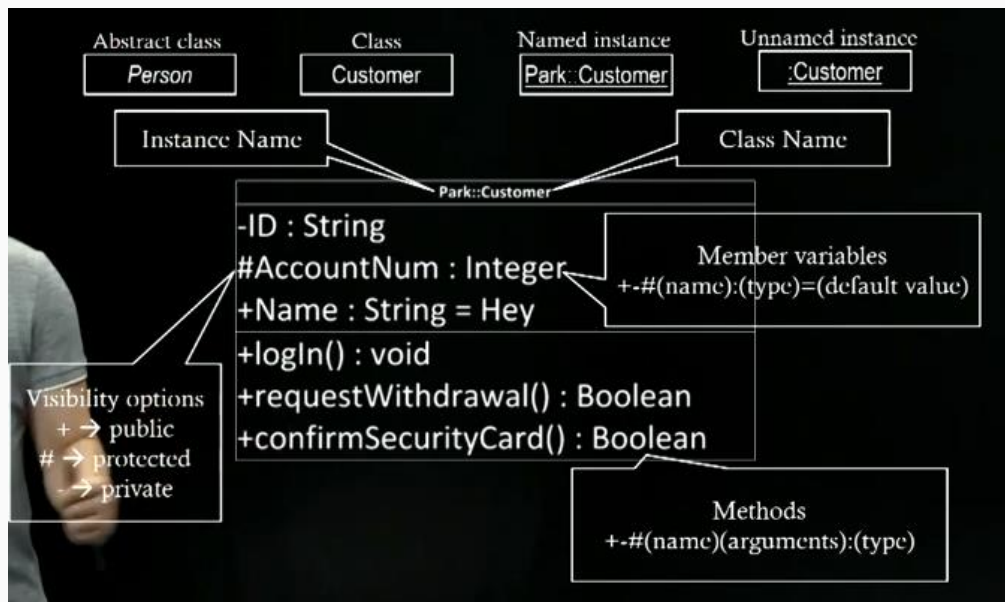 Abstract class
Class
Named instance
Unnamed instance
Person
Customer
Park::Customer
:Customer
Instance Name
Class Name
Park::Customer
-ID : String
#AccountNum : Integer
+Name : String = Hey
Member variables
+-#(name):(type)=(default value)
+logIn() : void
+requestWithdrawal() : Boolean
+confirmSecurityCard() : Boolean
Visibility options
+ → public
# → protected
- → private
Methods
+-#(name)(arguments):(type)